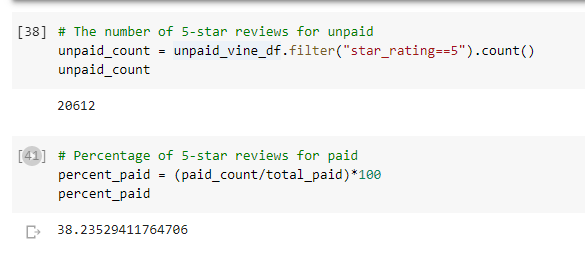 [38] # The number of 5-star reviews for unpaid
unpaid_count = unpaid_vine_df.filter("star_rating==5").count()
unpaid_count
20612
[41] # Percentage of 5-star reviews for paid
percent_paid = (paid_count/total_paid)*100
percent_paid
38.23529411764706